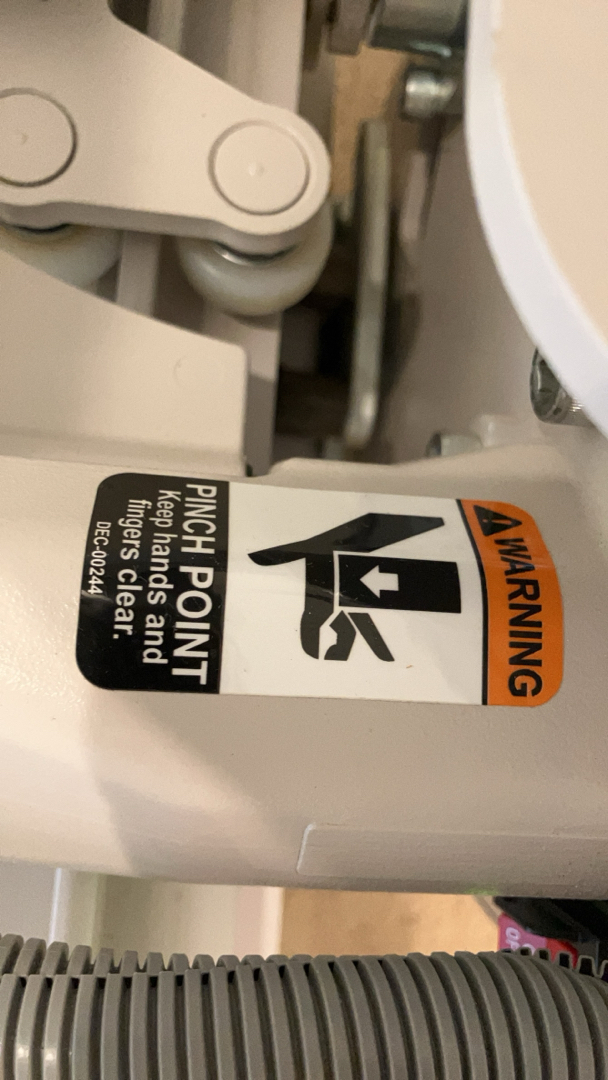 WARNING
PINCH POINT
Keep hands and
fingers clear.
DEC-00244